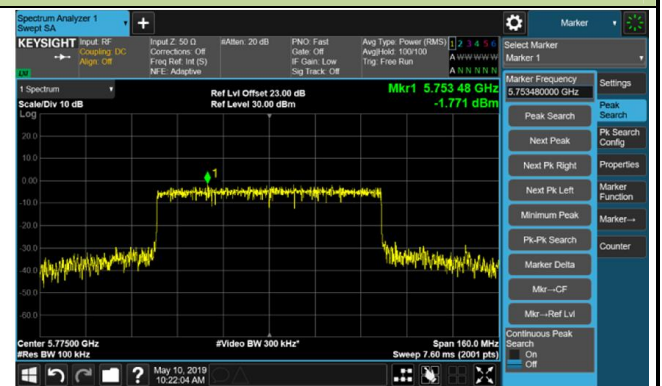 Spectrum Analyzer 1
Swept SA
Marker
KEYSIGHT
Input: RF
Coupling: DC
Align: Off
Input Z: 50 Ω
Corrections: Off
Freq Ref: Int (S)
NFE: Adaptive
#Atten: 20 dB
PNO: Fast
Gate: Off
IF Gain: Low
Sig Track: Off
Avg Type: Power (RMS)
Avg|Hold: 100/100
Trig: Free Run
1 2 3 4 5 6
A W W W W W
A N N N N N
LW
Select Marker
Marker 1
1 Spectrum
Scale/Div 10 dB
Log
Ref Lvl Offset 23.00 dB
Ref Level 30.00 dBm
Mkr1 5.753 48 GHz
-1.771 dBm
20.0
10.0
0.00
-10.0
-20.0
-30.0
-40.0
-50.0
-60.0
1
Center 5.77500 GHz
#Res BW 100 kHz
#Video BW 300 kHz*
Span 160.0 MHz
Sweep 7.60 ms (2001 pts)
Marker Frequency
5.753480000 GHz
Peak Search
Next Peak
Next Pk Right
Next Pk Left
Minimum Peak
Pk-Pk Search
Marker Delta
Mkr→CF
Mkr→Ref Lvl
Continuous Peak
Search
On
Off
Settings
Peak
Search
Pk Search
Config
Properties
Marker
Function
Marker→
Counter
May 10, 2019
10:22:04 AM